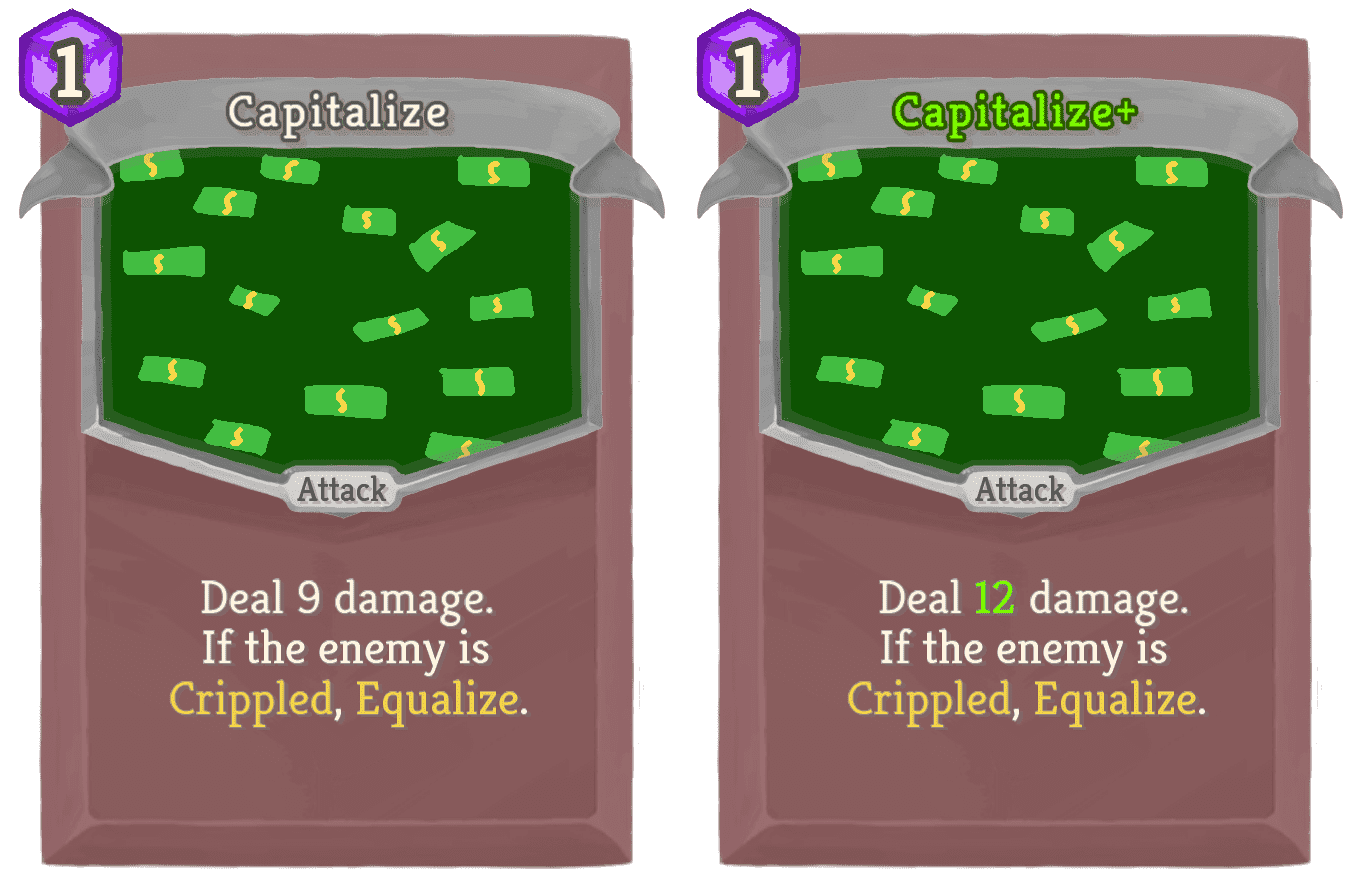 1
Capitalize
Attack
Deal 9 damage.
If the enemy is
Crippled, Equalize.
1
Capitalize+
Attack
Deal 12 damage.
If the enemy is
Crippled, Equalize.